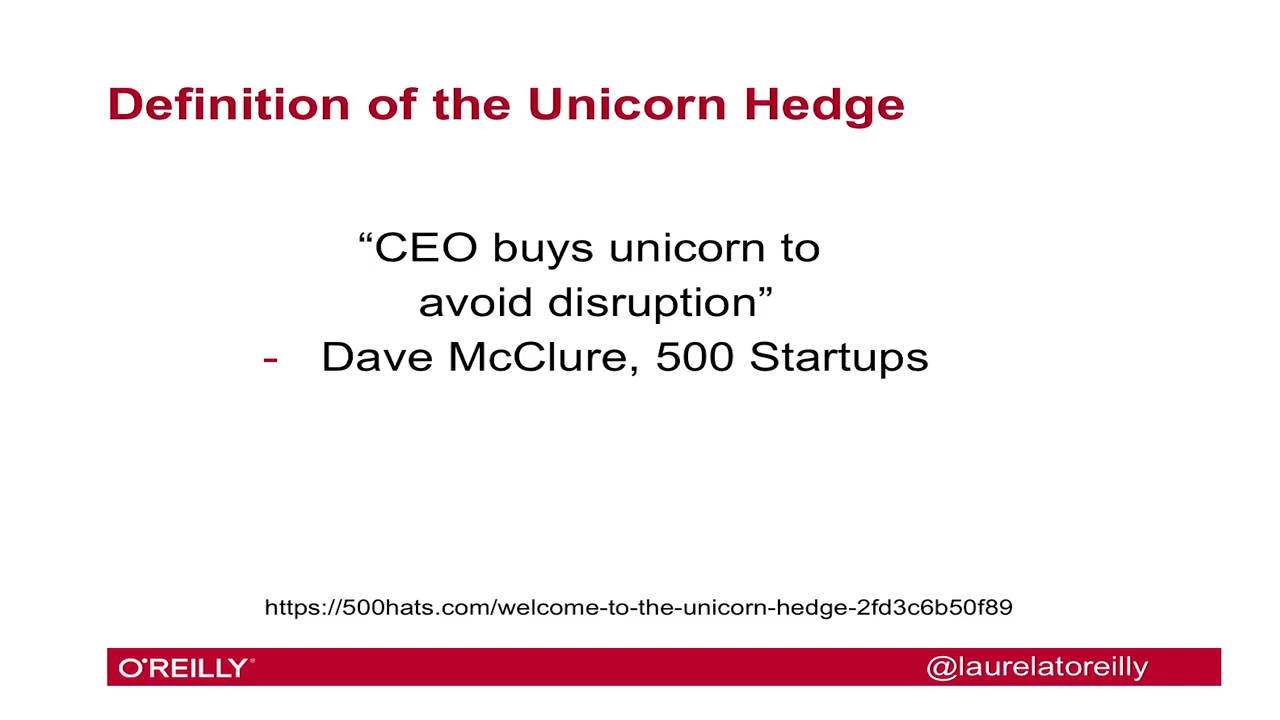 Definition of the Unicorn Hedge
“CEO buys unicorn to
avoid disruption”
- Dave McClure, 500 Startups
https://500hats.com/welcome-to-the-unicorn-hedge-2fd3c6b50f89
O'REILLY®
@laurelatoreilly